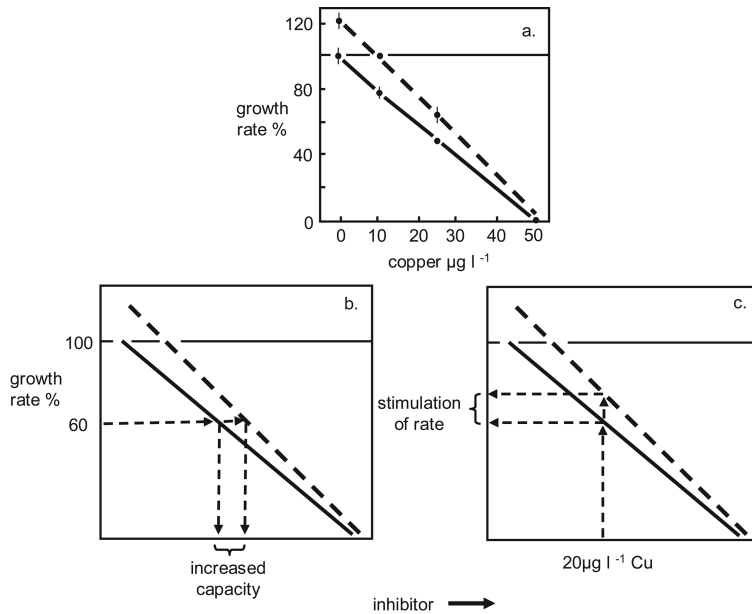 a.
120
80
40
0
growth
rate %
0 10 20 30 40 50
copper µg l -1
b.
100
growth
rate %
60
increased
capacity
c.
stimulation
of rate
20µg l -1 Cu
inhibitor